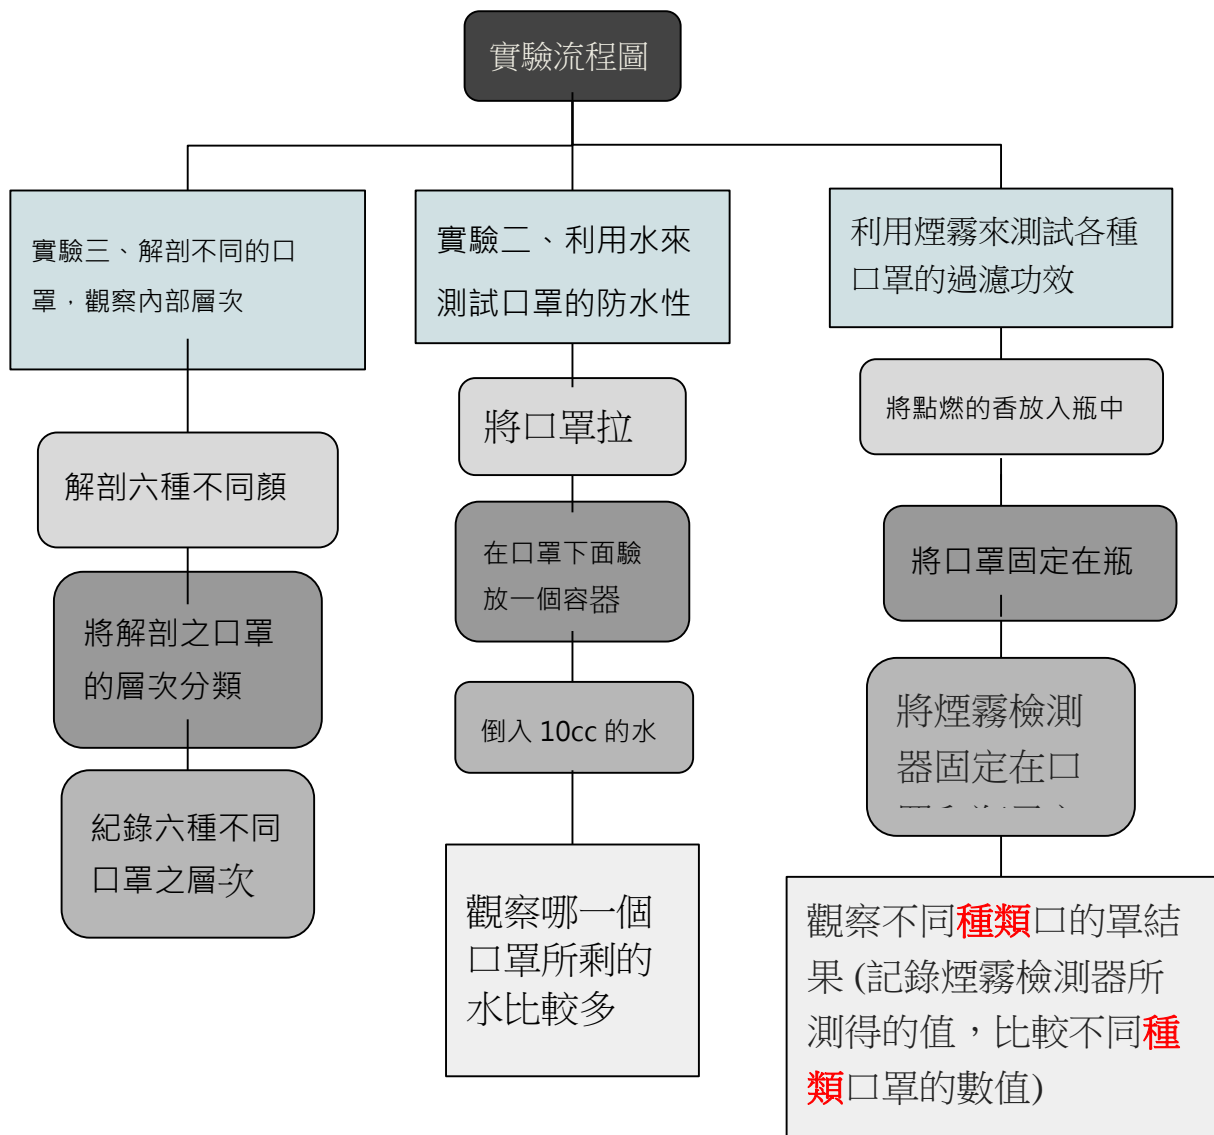 實驗流程圖
實驗三、解剖不同的口
罩，觀察內部層次
解剖六種不同顏
將解剖之口罩
的層次分類
紀錄六種不同
口罩之層次
實驗二、利用水來
測試口罩的防水性
將口罩拉
在口罩下面驗
放一個容器
倒入 10cc 的水
觀察哪一個
口罩所剩的
水比較多
利用煙霧來測試各種
口罩的過濾功效
將點燃的香放入瓶中
將口罩固定在瓶
將煙霧檢測
器固定在口
觀察不同種類口的罩結
果 (記錄煙霧檢測器所
測得的值，比較不同種
類口罩的數值)